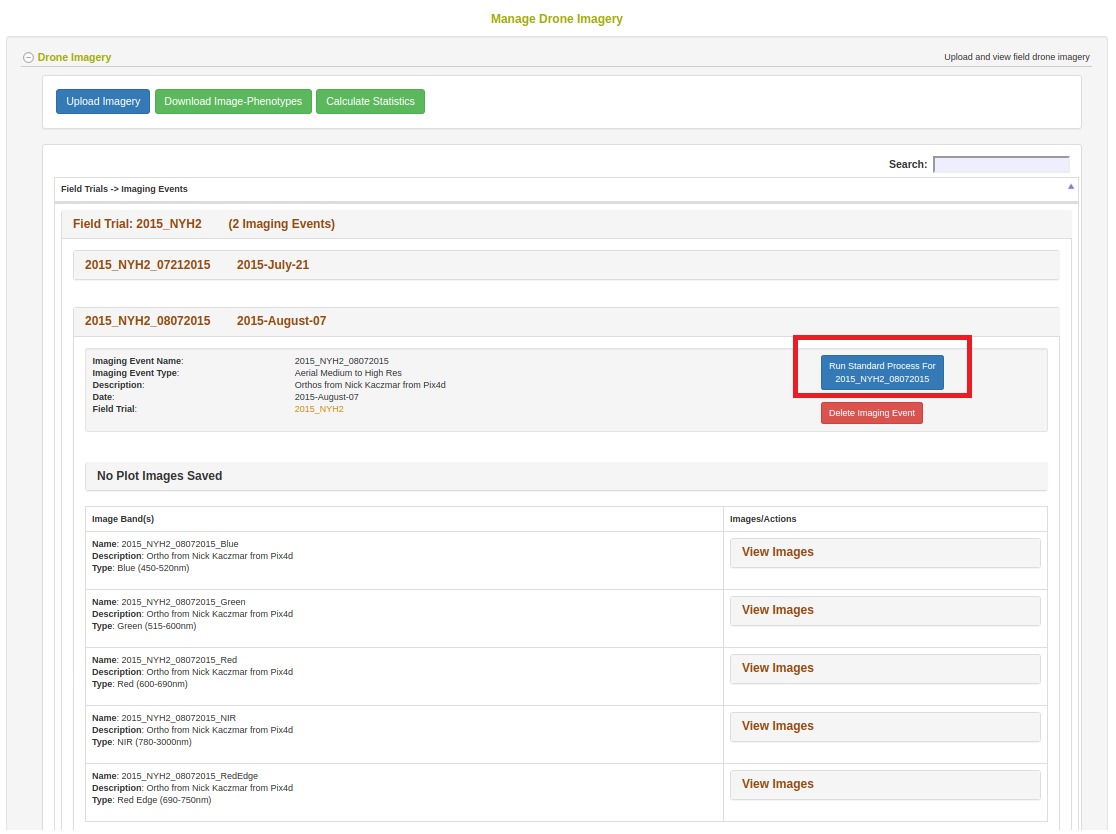 Manage Drone Imagery
Drone Imagery
Upload and view field drone imagery
Upload Imagery
Download Image-Phenotypes
Calculate Statistics
Search:
Field Trials -> Imaging Events
Field Trial: 2015_NYH2 (2 Imaging Events)
2015_NYH2_07212015 2015-July-21
2015_NYH2_08072015 2015-August-07
Imaging Event Name: 2015_NYH2_08072015
Imaging Event Type: Aerial Medium to High Res
Description: Orthos from Nick Kaczmar from Pix4d
Date: 2015-August-07
Field Trial: 2015_NYH2
Run Standard Process For
2015_NYH2_08072015
Delete Imaging Event
No Plot Images Saved
Image Band(s)
Images/Actions
Name: 2015_NYH2_08072015_Blue
Description: Ortho from Nick Kaczmar from Pix4d
Type: Blue (450-520nm)
View Images
Name: 2015_NYH2_08072015_Green
Description: Ortho from Nick Kaczmar from Pix4d
Type: Green (515-600nm)
View Images
Name: 2015_NYH2_08072015_Red
Description: Ortho from Nick Kaczmar from Pix4d
Type: Red (600-690nm)
View Images
Name: 2015_NYH2_08072015_NIR
Description: Ortho from Nick Kaczmar from Pix4d
Type: NIR (780-3000nm)
View Images
Name: 2015_NYH2_08072015_RedEdge
Description: Ortho from Nick Kaczmar from Pix4d
Type: Red Edge (690-750nm)
View Images